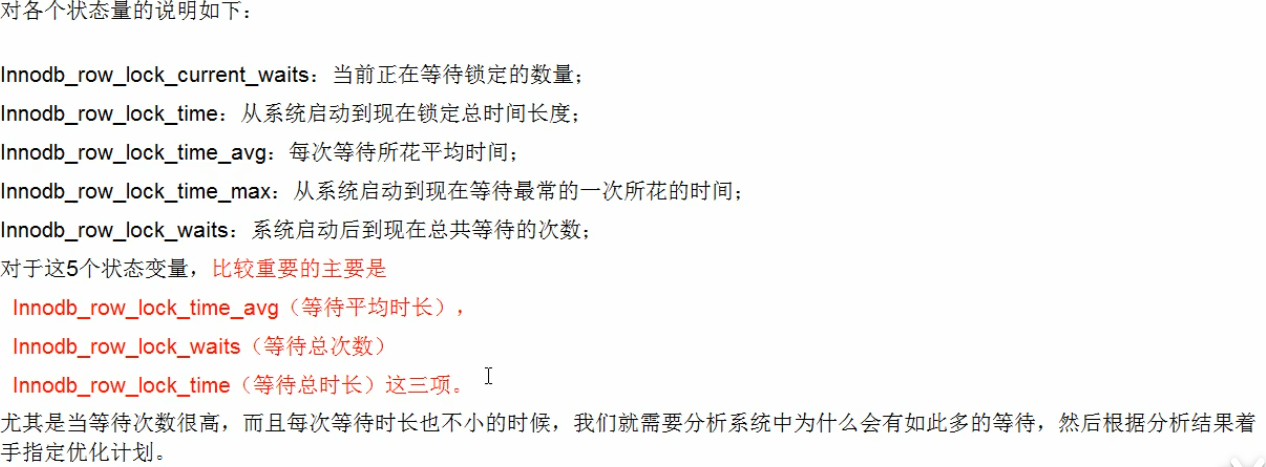 对各个状态量的说明如下：
Innodb_row_lock_current_waits：当前正在等待锁定的数量；
Innodb_row_lock_time：从系统启动到现在锁定总时间长度；
Innodb_row_lock_time_avg：每次等待所花平均时间；
Innodb_row_lock_time_max：从系统启动到现在等待最常的一次所花的时间；
Innodb_row_lock_waits：系统启动后到现在总共等待的次数；
对于这5个状态变量，比较重要的主要是
Innodb_row_lock_time_avg（等待平均时长），
Innodb_row_lock_waits（等待总次数）
Innodb_row_lock_time（等待总时长）这三项。
尤其是当等待次数很高，而且每次等待时长也不小的时候，我们就需要分析系统中为什么会有如此多的等待，然后根据分析结果着
手指定优化计划。